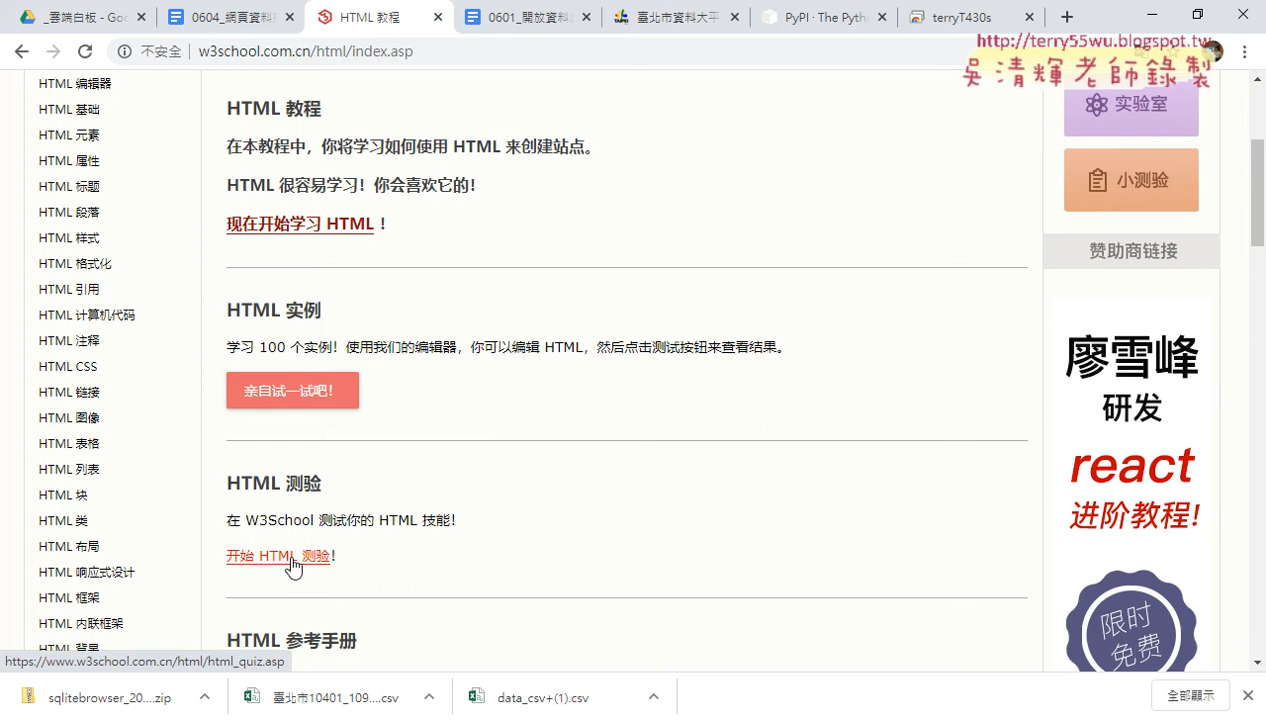 _雲端白板 - Goo
0604_網頁資料
HTML 教程
0601_開放資料
臺北市資料大平
PyPI · The Pyth
terryT430s
不安全
w3school.com.cn/html/index.asp
http://terry55wu.blogspot.tw
吳清輝老師錄製
HTML 编辑器
HTML 基础
HTML 元素
HTML 属性
HTML 标题
HTML 段落
HTML 样式
HTML 格式化
HTML 引用
HTML 计算机代码
HTML 注释
HTML CSS
HTML 链接
HTML 图像
HTML 表格
HTML 列表
HTML 块
HTML 类
HTML 布局
HTML 响应式设计
HTML 框架
HTML 内联框架
HTML 背景
HTML 教程
在本教程中，你将学习如何使用 HTML 来创建站点。
HTML 很容易学习！你会喜欢它的！
现在开始学习 HTML ！
HTML 实例
学习 100 个实例！使用我们的编辑器，你可以编辑 HTML，然后点击测试按钮来查看结果。
亲自试一试吧！
HTML 测验
在 W3School 测试你的 HTML 技能！
开始 HTML 测验！
HTML 参考手册
实验室
小测验
赞助商链接
廖雪峰
研发
react
进阶教程!
限时
免费
https://www.w3school.com.cn/html/html_quiz.asp
sqlitebrowser_20....zip
臺北市10401_109....csv
data_csv+(1).csv
全部顯示